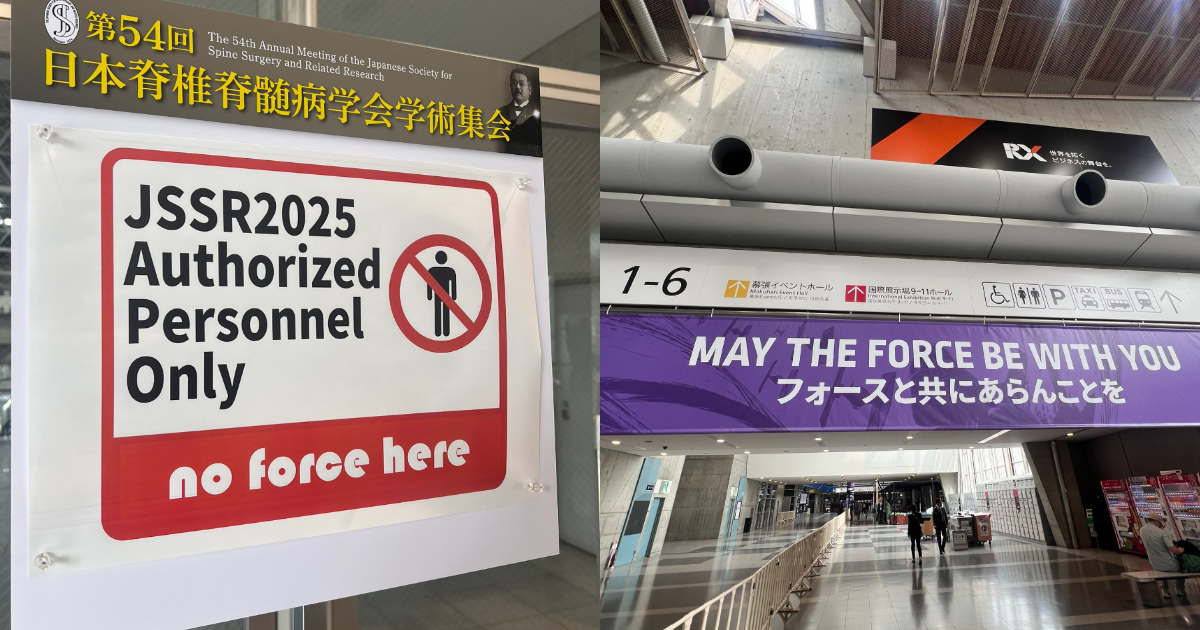 第54回
The 54th Annual Meeting of the Japanese Society for
Spine Surgery and Related Research
日本脊椎脊髄病学会学術集会
JSSR2025
Authorized
Personnel
Only
no force here
RX
世界を拓く
ビジネスの舞台を。
1-6
幕張イベントホール
Makuhari Event Hall
国際展示場9-11ホール
International Exhibition Hall 9-11
P
TAXI
BUS
MAY THE FORCE BE WITH YOU
フォースと共にあらんことを